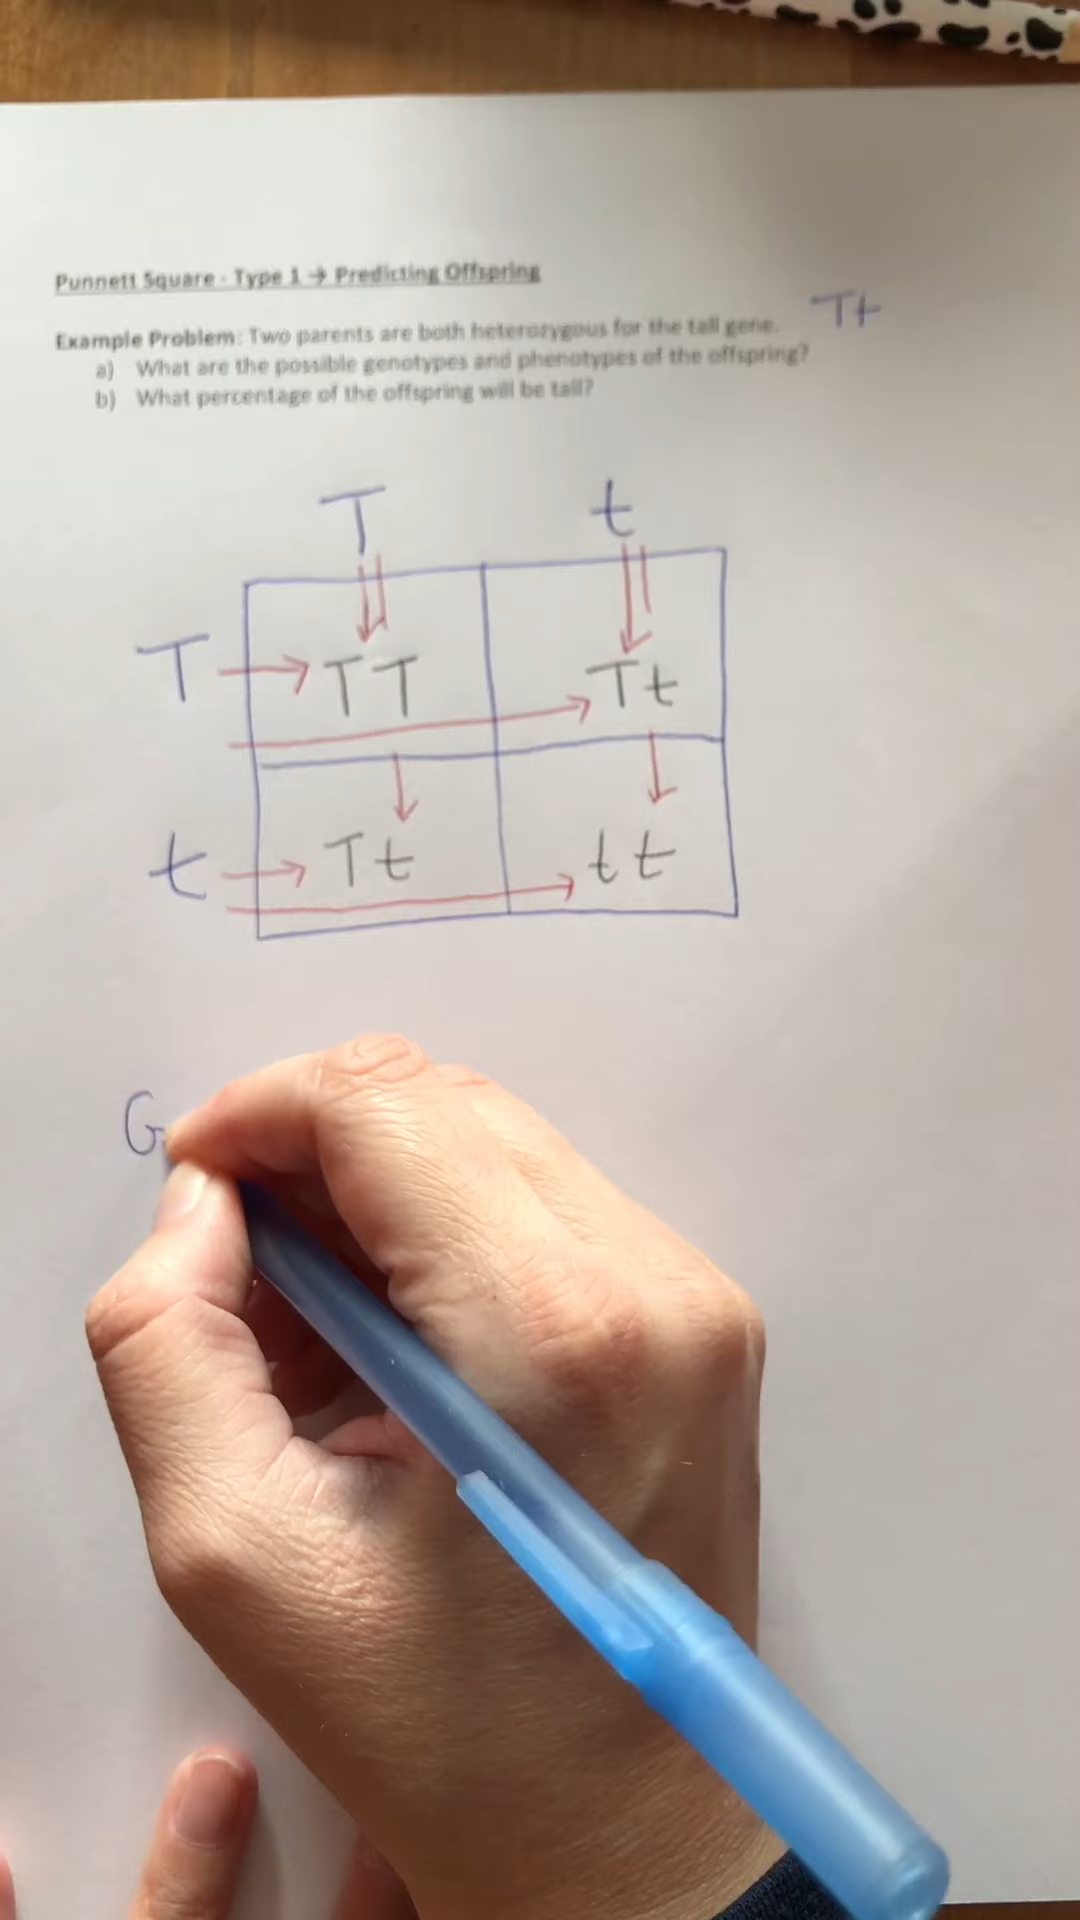 Punnett Square - Type 1 → Predicting Offspring
Tt
Example Problem: Two parents are both heterozygous for the tall gene.
a) What are the possible genotypes and phenotypes of the offspring?
b) What percentage of the offspring will be tall?
T t
T TT Tt
t Tt tt
G